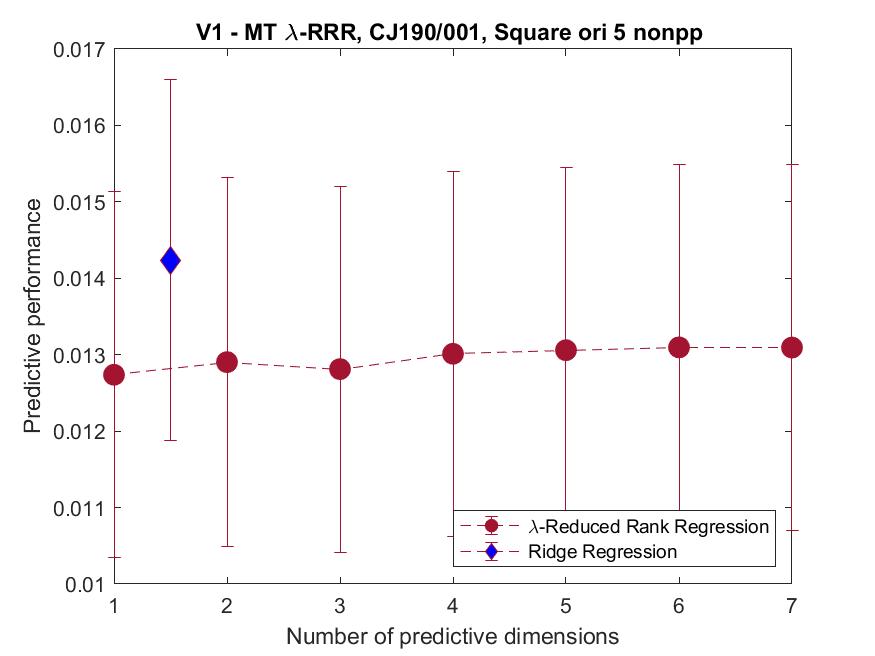 V1 - MT λ-RRR, CJ190/001, Square ori 5 nonpp
0.017
0.016
0.015
0.014
0.013
0.012
0.011
0.01
Predictive performance
λ-Reduced Rank Regression
Ridge Regression
1 2 3 4 5 6 7
Number of predictive dimensions